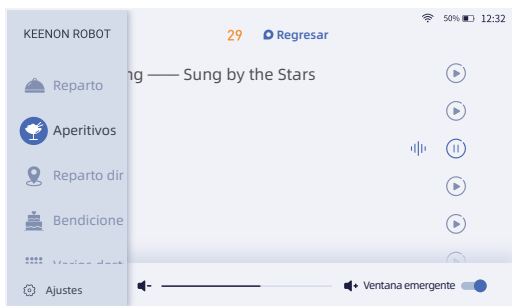 50% 12:32
KEENON ROBOT
29 Regresar
ng —— Sung by the Stars
Reparto
Aperitivos
Reparto dir
Bendicione
Ajustes
Ventana emergente